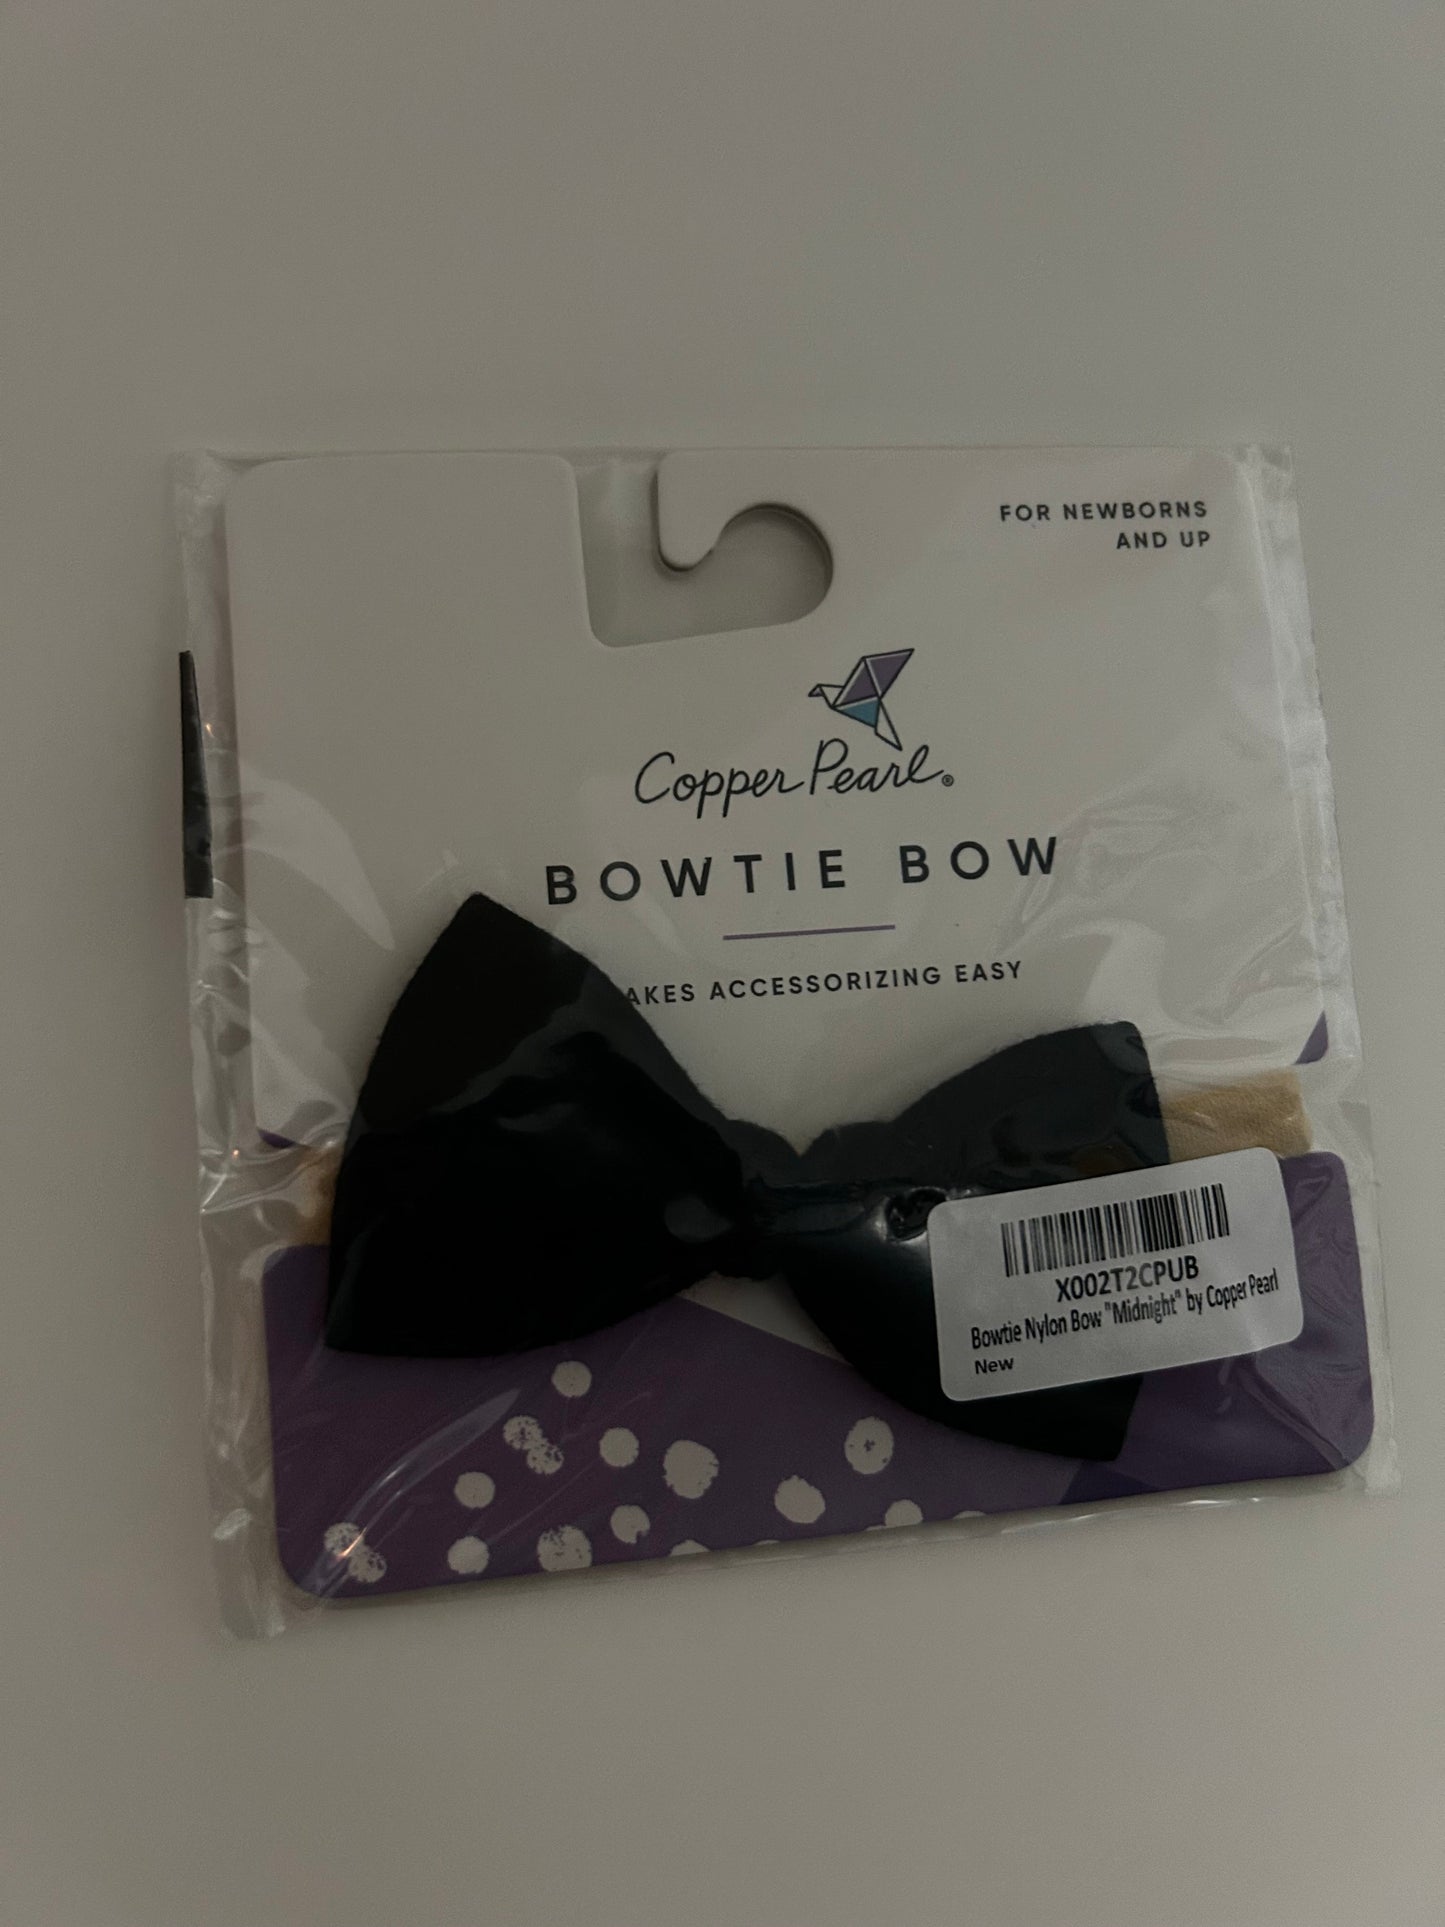 FOR NEWBORNS
AND UP
Copper Pearl®
BOWTIE BOW
AKES ACCESSORIZING EASY
X002T2CPUB
Bowtie Nylon Bow "Midnight" by Copper Pearl
New